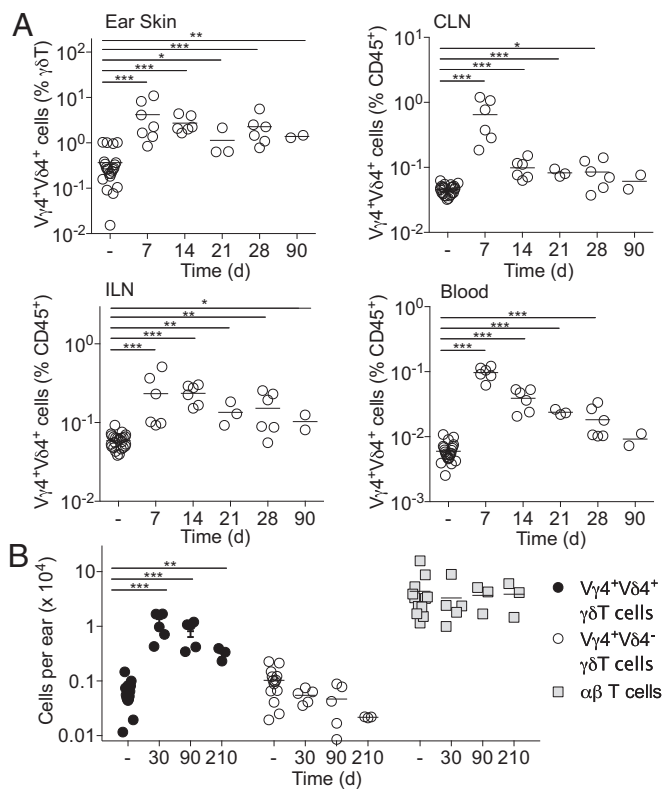 A
Ear Skin
**
***
*
***
Vγ4+Vδ4+ cells (% γδT)
10²
10¹
10⁰
10⁻¹
10⁻²
- 7 14 21 28 90
Time (d)
CLN
*
***
***
***
Vγ4+Vδ4+ cells (% CD45+)
10¹
10⁰
10⁻¹
10⁻²
- 7 14 21 28 90
Time (d)
ILN
*
**
**
***
***
Vγ4+Vδ4+ cells (% CD45+)
10⁰
10⁻¹
10⁻²
- 7 14 21 28 90
Time (d)
Blood
***
***
***
***
Vγ4+Vδ4+ cells (% CD45+)
10⁰
10⁻¹
10⁻²
10⁻³
- 7 14 21 28 90
Time (d)
B
**
***
***
Cells per ear (x 10⁴)
10
1
0.1
0.01
- 30 90 210 - 30 90 210 - 30 90 210
Time (d)
Vγ4+Vδ4+
γδT cells
Vγ4+Vδ4-
γδT cells
αβ T cells